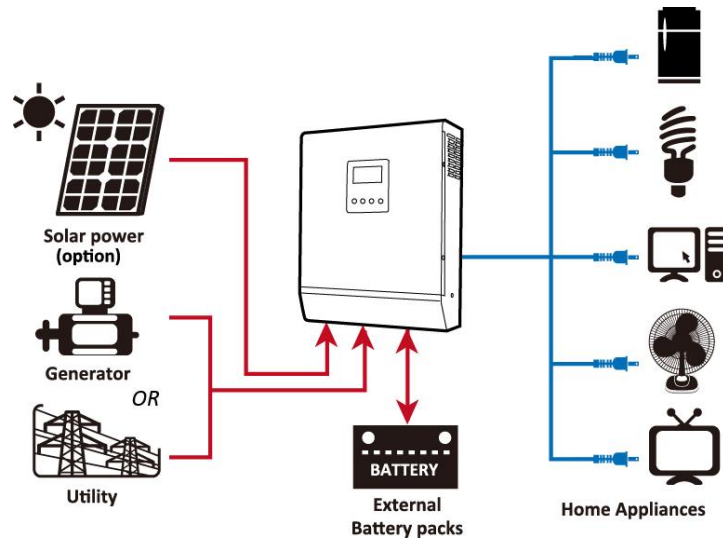 Solar power
(option)
Generator
OR
Utility
BATTERY
External
Battery packs
Home Appliances